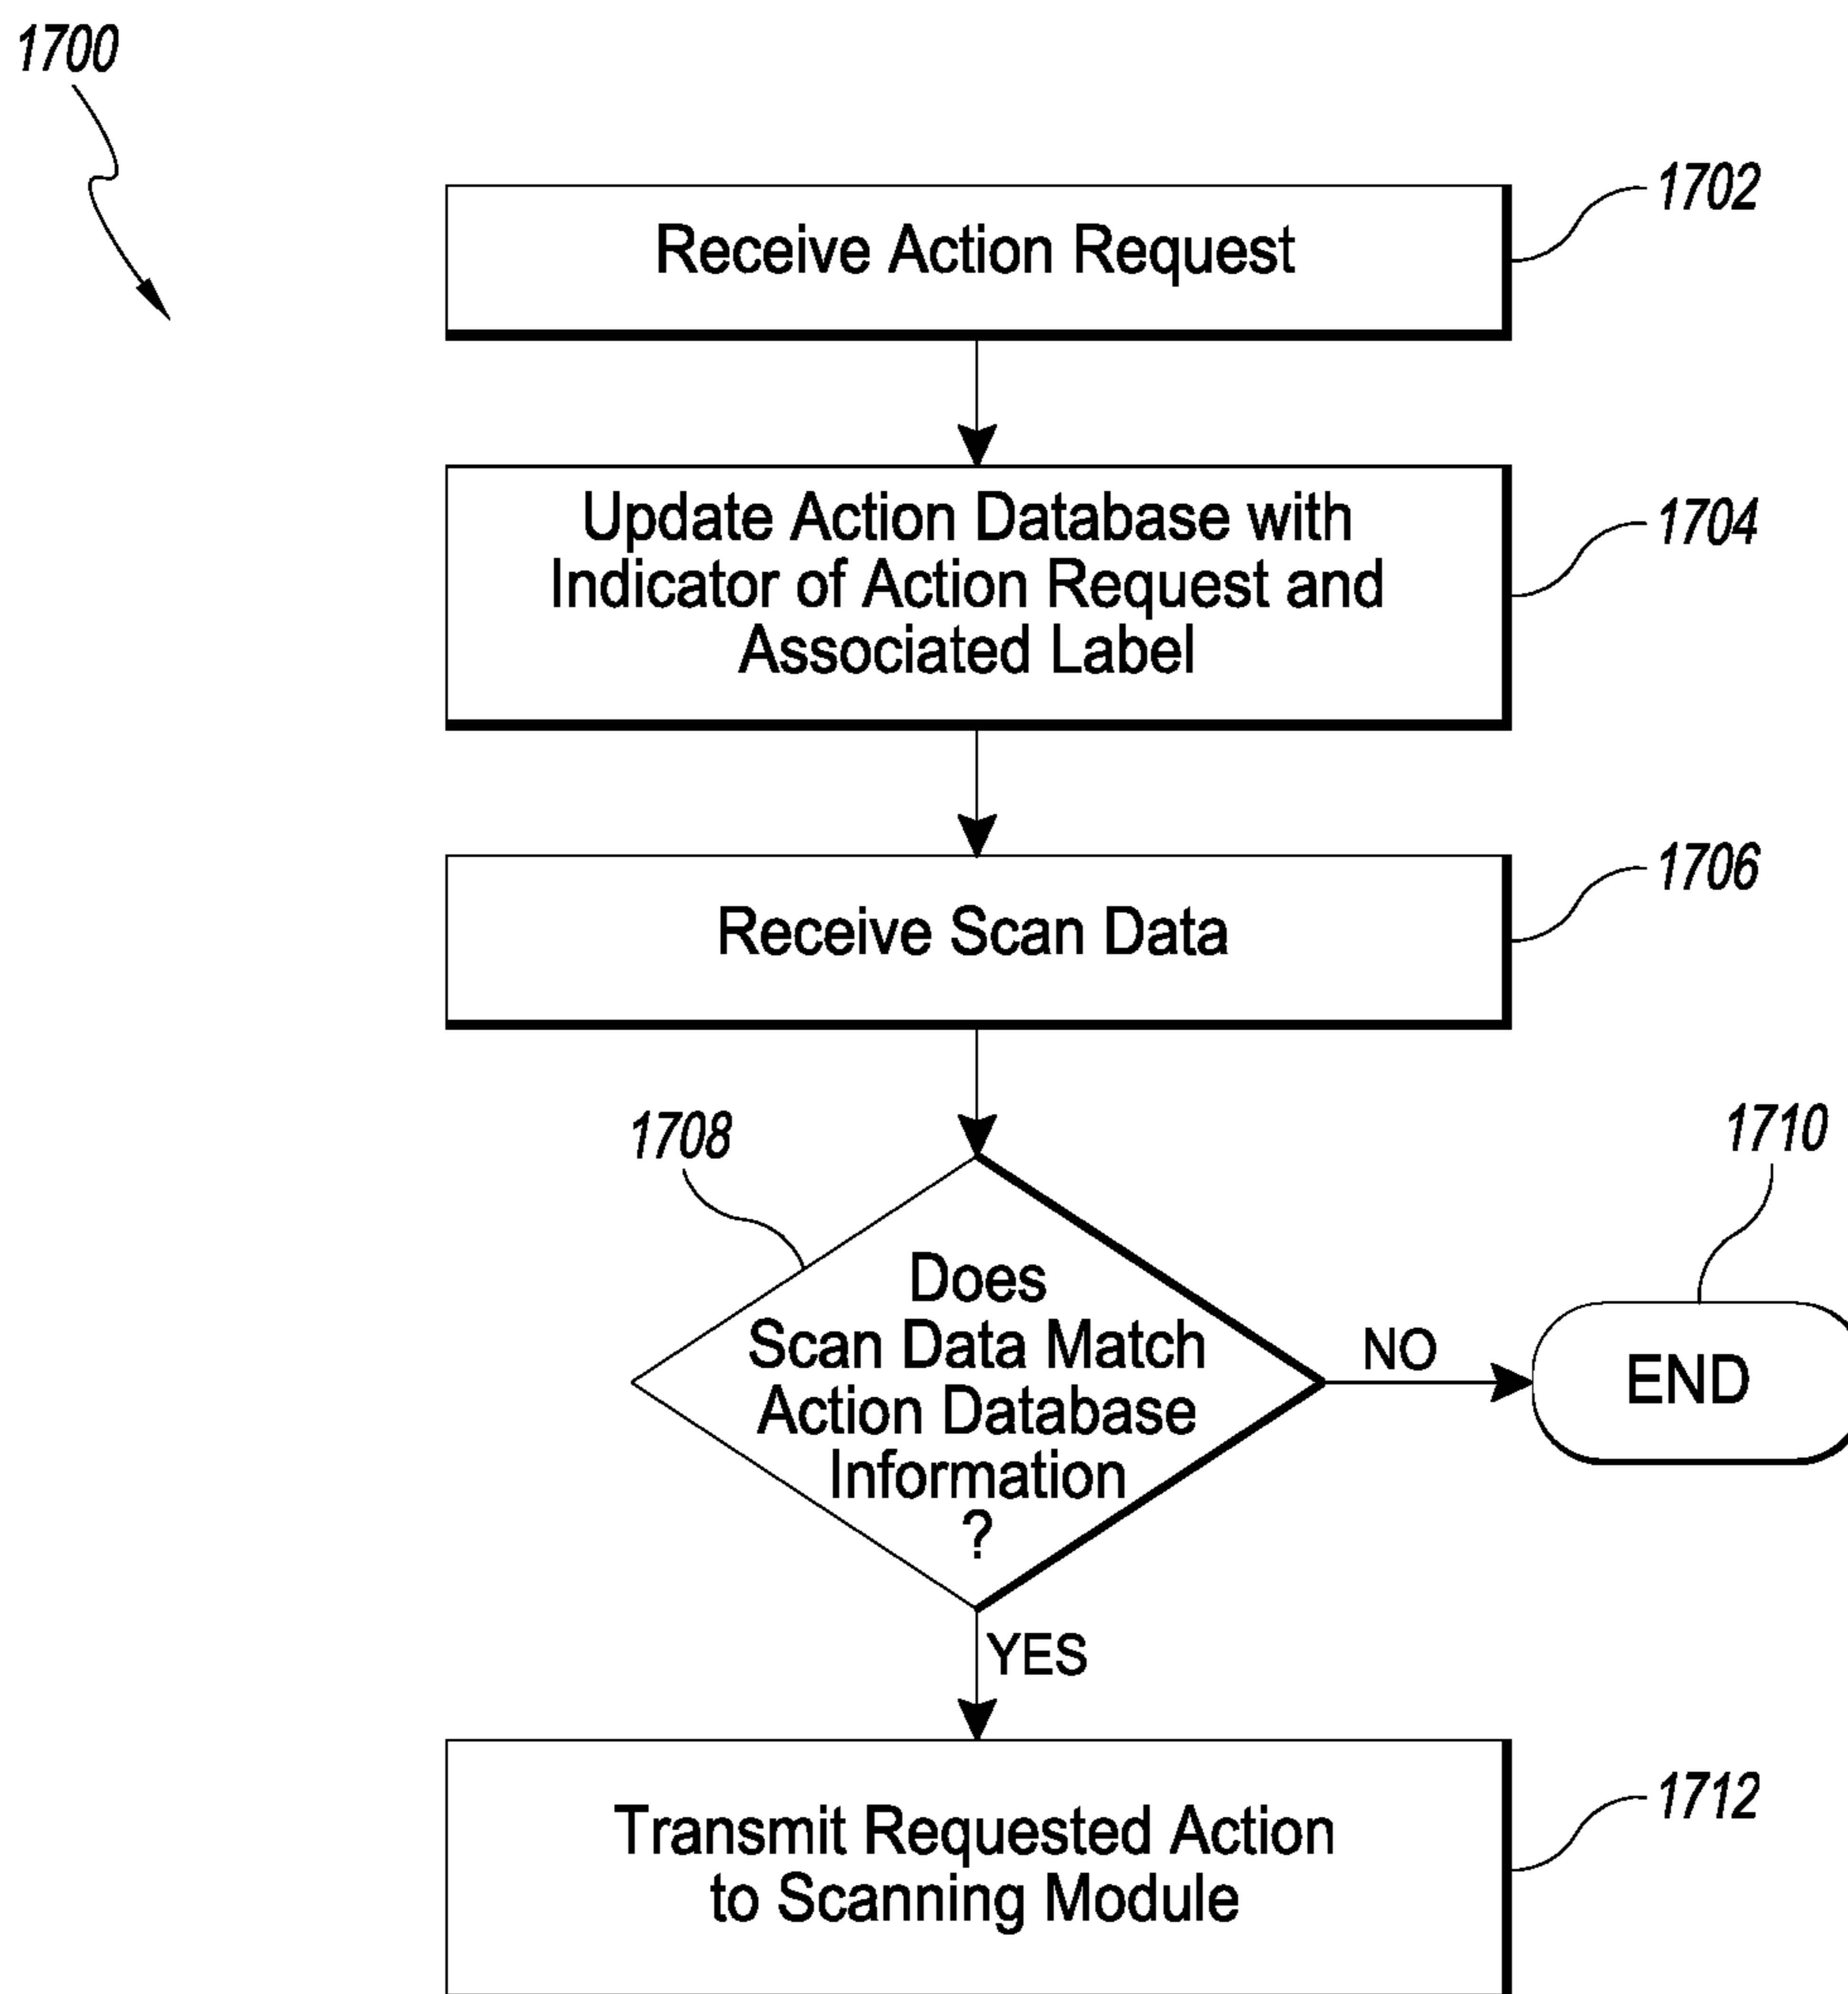 1700
1702
Receive Action Request
1704
Update Action Database with
Indicator of Action Request and
Associated Label
1706
Receive Scan Data
1708
1710
Does
Scan Data Match
Action Database
Information
?
NO
END
YES
1712
Transmit Requested Action
to Scanning Module